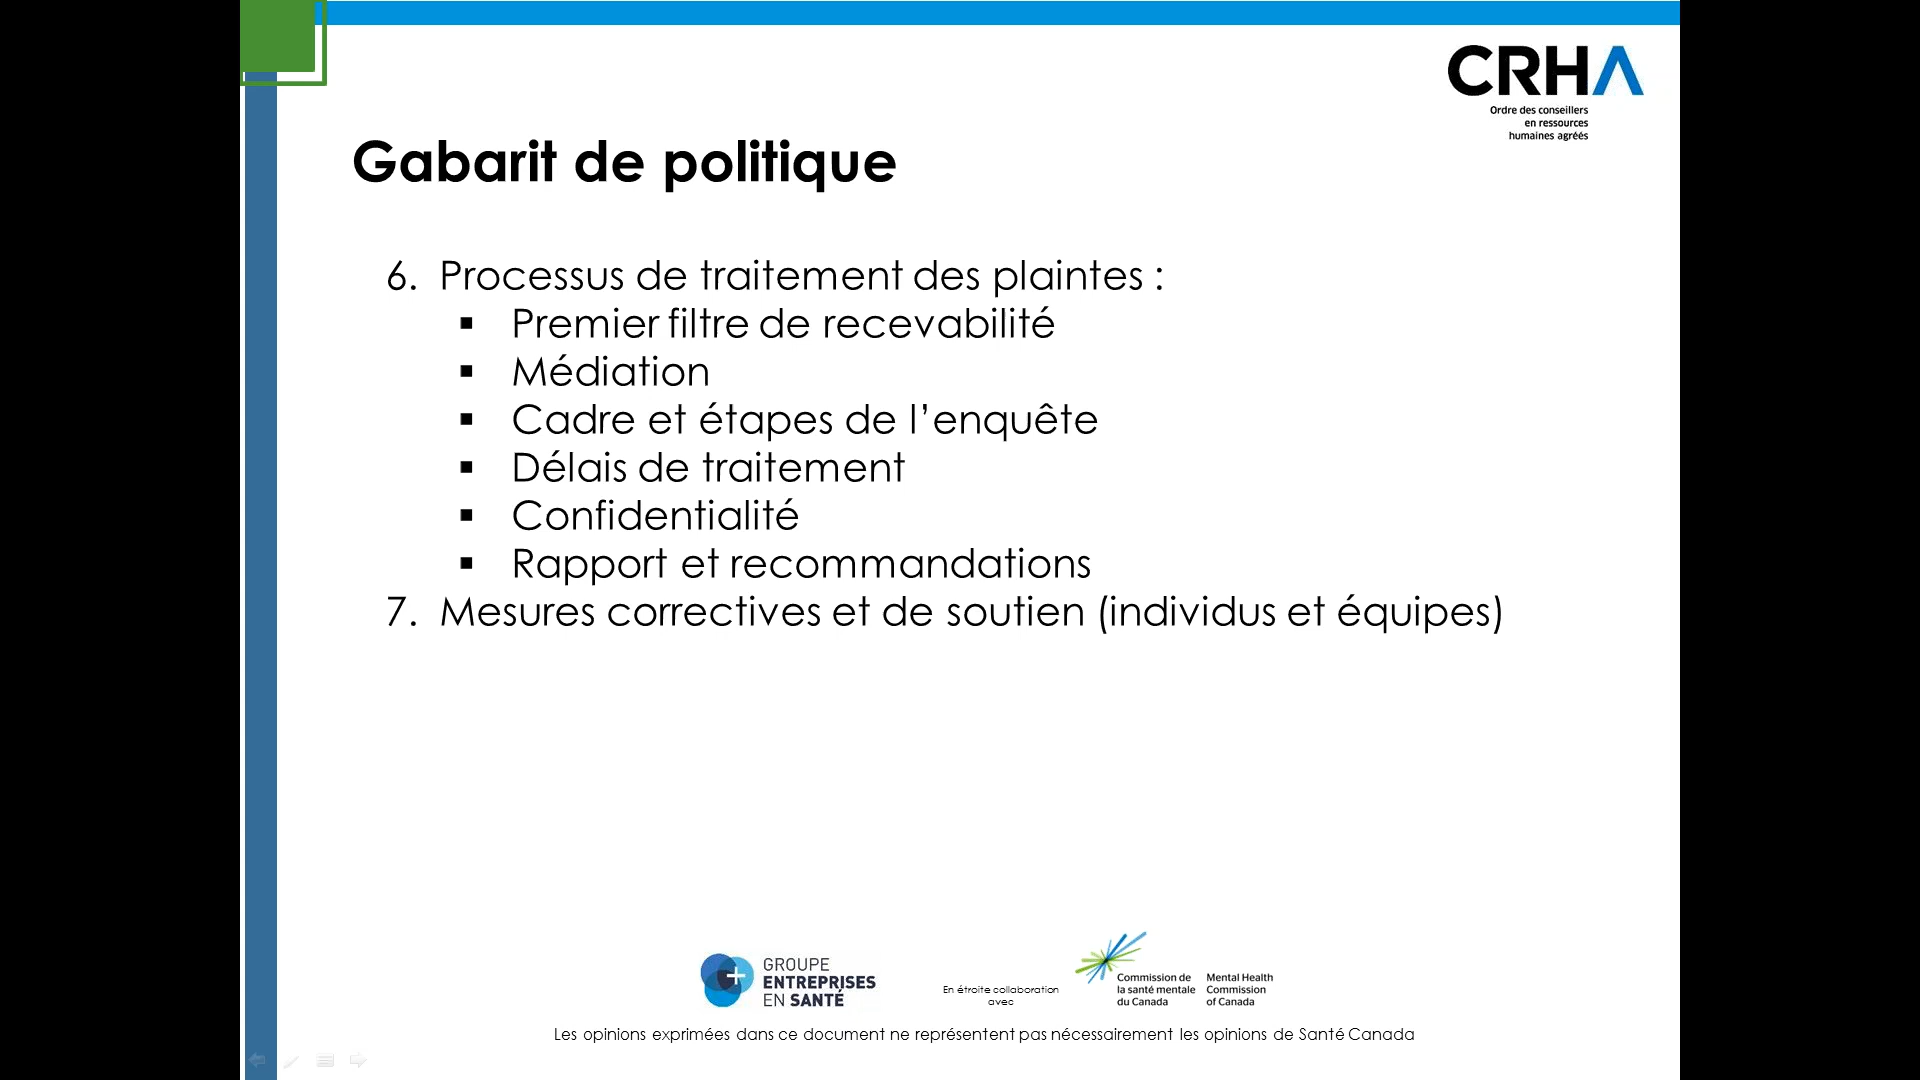 CRHA
Ordre des conseillers
en ressources
humaines agréés
Gabarit de politique
6. Processus de traitement des plaintes :
▪ Premier filtre de recevabilité
▪ Médiation
▪ Cadre et étapes de l’enquête
▪ Délais de traitement
▪ Confidentialité
▪ Rapport et recommandations
7. Mesures correctives et de soutien (individus et équipes)
GROUPE
ENTREPRISES
EN SANTÉ
En étroite collaboration
avec
Commission de
la santé mentale
du Canada
Mental Health
Commission
of Canada
Les opinions exprimées dans ce document ne représentent pas nécessairement les opinions de Santé Canada